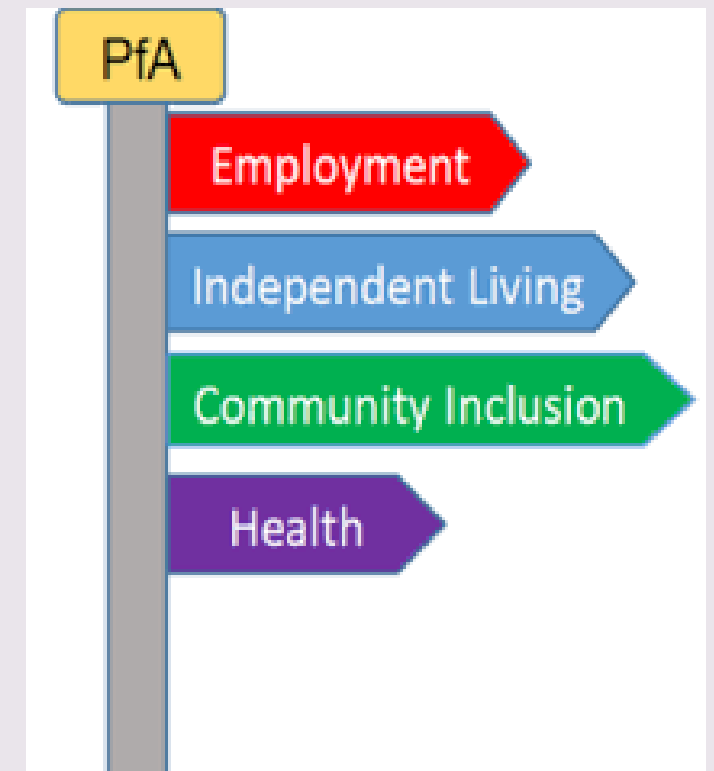 PfA
Employment
Independent Living
Community Inclusion
Health